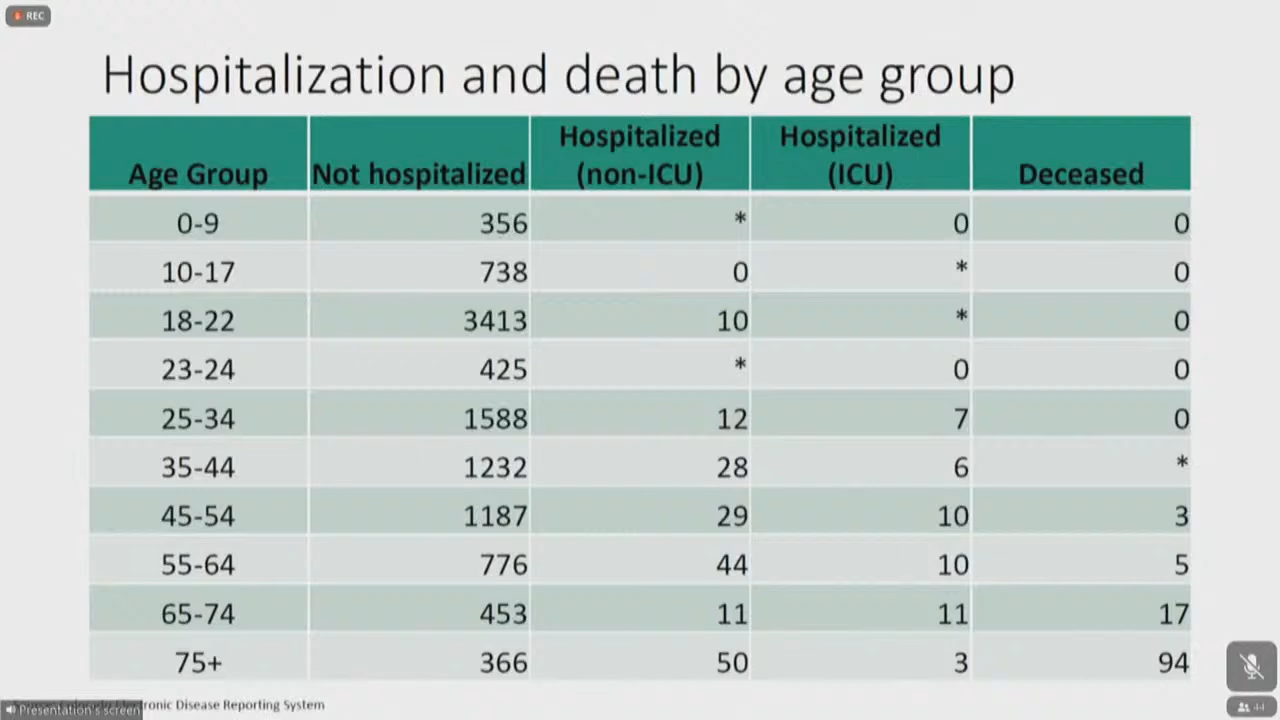 REC
Hospitalization and death by age group
Age Group Not hospitalized Hospitalized (non-ICU) Hospitalized (ICU) Deceased
0-9 356 * 0 0
10-17 738 0 * 0
18-22 3413 10 * 0
23-24 425 * 0 0
25-34 1588 12 7 0
35-44 1232 28 6 *
45-54 1187 29 10 3
55-64 776 44 10 5
65-74 453 11 11 17
75+ 366 50 3 94
Disease Reporting System
Presentation's screen
44